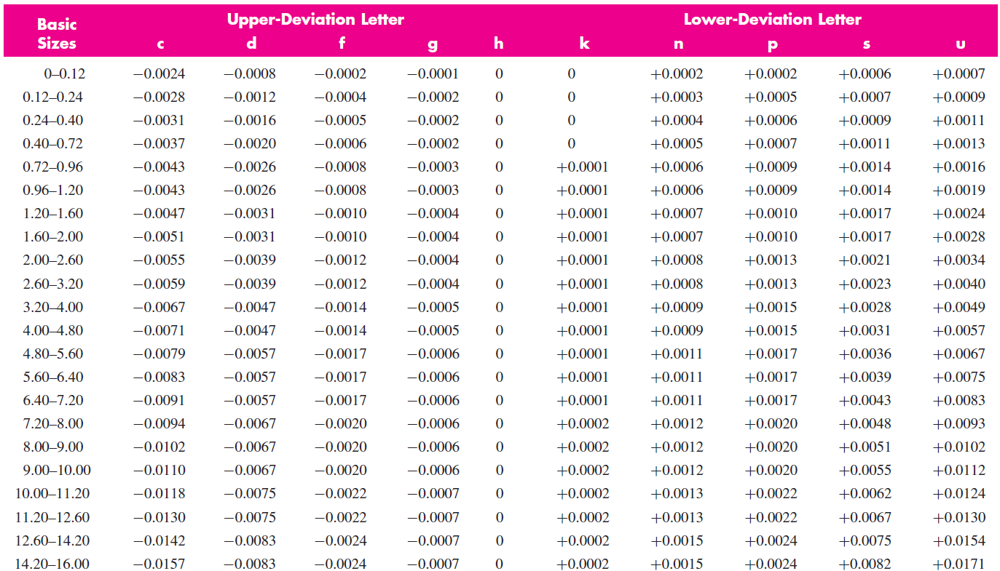 Basic Sizes Upper-Deviation Letter Lower-Deviation Letter
c d f g h k n p s u
0–0.12 −0.0024 −0.0008 −0.0002 −0.0001 0 0 +0.0002 +0.0002 +0.0006 +0.0007
0.12–0.24 −0.0028 −0.0012 −0.0004 −0.0002 0 0 +0.0003 +0.0005 +0.0007 +0.0009
0.24–0.40 −0.0031 −0.0016 −0.0005 −0.0002 0 0 +0.0004 +0.0006 +0.0009 +0.0011
0.40–0.72 −0.0037 −0.0020 −0.0006 −0.0002 0 0 +0.0005 +0.0007 +0.0011 +0.0013
0.72–0.96 −0.0043 −0.0026 −0.0008 −0.0003 0 +0.0001 +0.0006 +0.0009 +0.0014 +0.0016
0.96–1.20 −0.0043 −0.0026 −0.0008 −0.0003 0 +0.0001 +0.0006 +0.0009 +0.0014 +0.0019
1.20–1.60 −0.0047 −0.0031 −0.0010 −0.0004 0 +0.0001 +0.0007 +0.0010 +0.0017 +0.0024
1.60–2.00 −0.0051 −0.0031 −0.0010 −0.0004 0 +0.0001 +0.0007 +0.0010 +0.0017 +0.0028
2.00–2.60 −0.0055 −0.0039 −0.0012 −0.0004 0 +0.0001 +0.0008 +0.0013 +0.0021 +0.0034
2.60–3.20 −0.0059 −0.0039 −0.0012 −0.0004 0 +0.0001 +0.0008 +0.0013 +0.0023 +0.0040
3.20–4.00 −0.0067 −0.0047 −0.0014 −0.0005 0 +0.0001 +0.0009 +0.0015 +0.0028 +0.0049
4.00–4.80 −0.0071 −0.0047 −0.0014 −0.0005 0 +0.0001 +0.0009 +0.0015 +0.0031 +0.0057
4.80–5.60 −0.0079 −0.0057 −0.0017 −0.0006 0 +0.0001 +0.0011 +0.0017 +0.0036 +0.0067
5.60–6.40 −0.0083 −0.0057 −0.0017 −0.0006 0 +0.0001 +0.0011 +0.0017 +0.0039 +0.0075
6.40–7.20 −0.0091 −0.0057 −0.0017 −0.0006 0 +0.0001 +0.0011 +0.0017 +0.0043 +0.0083
7.20–8.00 −0.0094 −0.0067 −0.0020 −0.0006 0 +0.0002 +0.0012 +0.0020 +0.0048 +0.0093
8.00–9.00 −0.0102 −0.0067 −0.0020 −0.0006 0 +0.0002 +0.0012 +0.0020 +0.0051 +0.0102
9.00–10.00 −0.0110 −0.0067 −0.0020 −0.0006 0 +0.0002 +0.0012 +0.0020 +0.0055 +0.0112
10.00–11.20 −0.0118 −0.0075 −0.0022 −0.0007 0 +0.0002 +0.0013 +0.0022 +0.0062 +0.0124
11.20–12.60 −0.0130 −0.0075 −0.0022 −0.0007 0 +0.0002 +0.0013 +0.0022 +0.0067 +0.0130
12.60–14.20 −0.0142 −0.0083 −0.0024 −0.0007 0 +0.0002 +0.0015 +0.0024 +0.0075 +0.0154
14.20–16.00 −0.0157 −0.0083 −0.0024 −0.0007 0 +0.0002 +0.0015 +0.0024 +0.0082 +0.0171